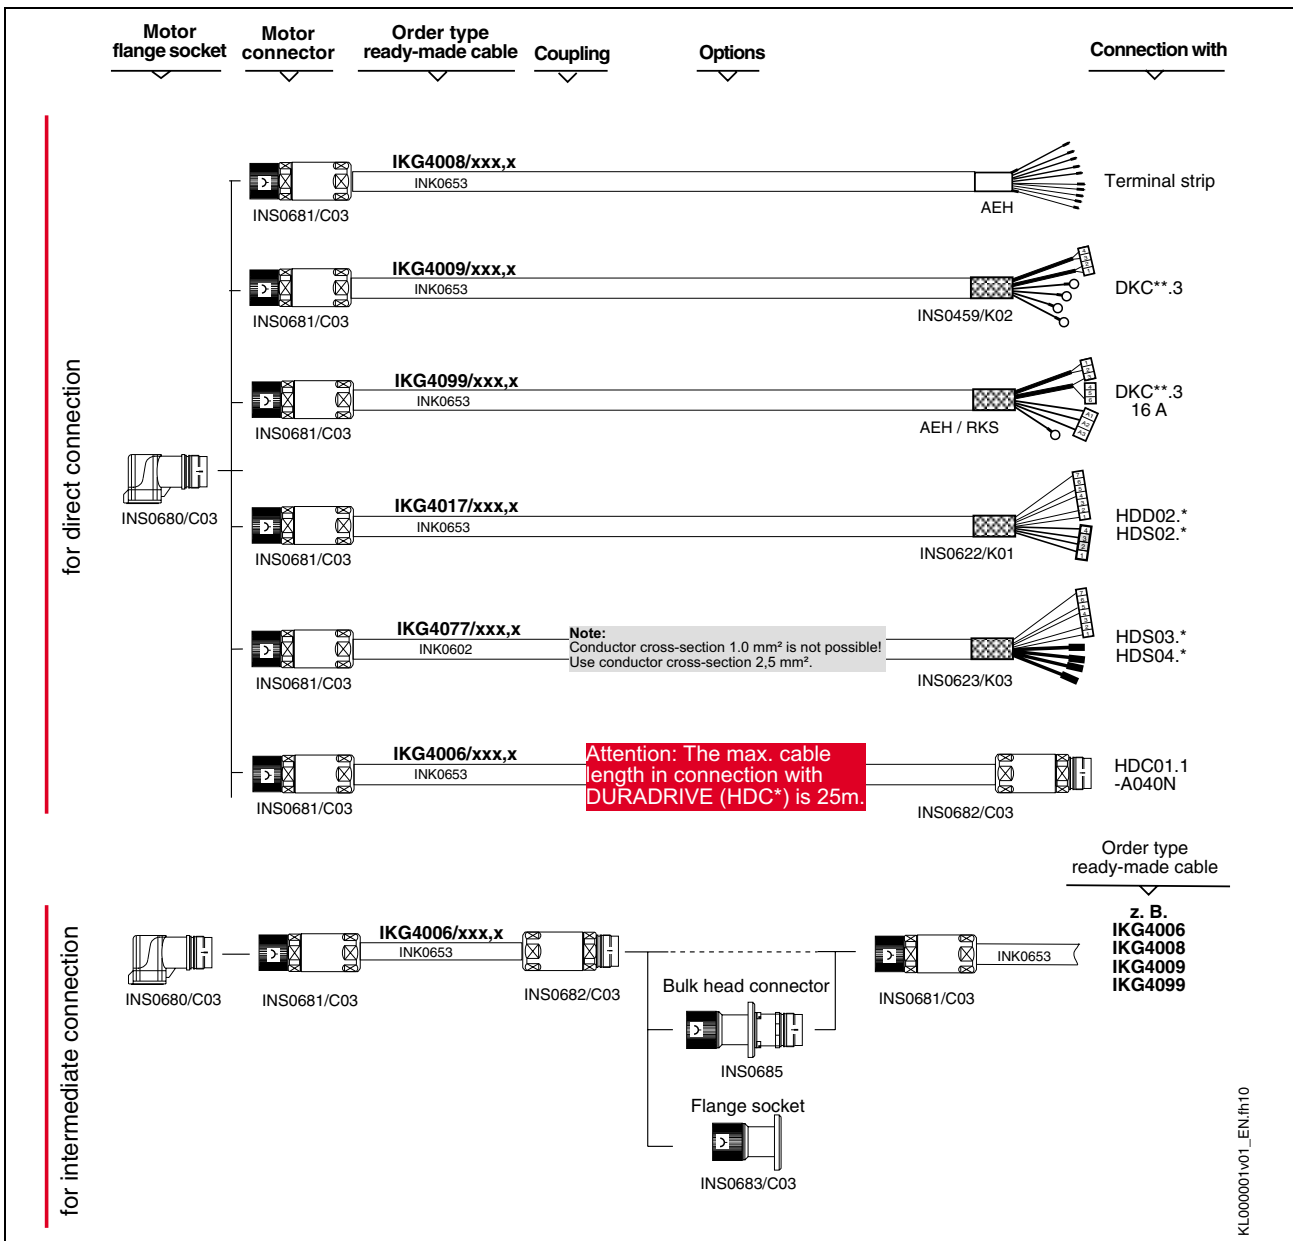 Motor
flange socket
Motor
connector
Order type
ready-made cable
Coupling
Options
Connection with
for direct connection
INS0680/C03
IKG4008/xxx,x
INK0653
INS0681/C03
AEH
Terminal strip
IKG4009/xxx,x
INK0653
INS0681/C03
INS0459/K02
DKC**.3
IKG4099/xxx,x
INK0653
INS0681/C03
AEH / RKS
DKC**.3
16 A
IKG4017/xxx,x
INK0653
INS0681/C03
INS0622/K01
HDD02.*
HDS02.*
IKG4077/xxx,x
INK0602
INS0681/C03
Note:
Conductor cross-section 1.0 mm² is not possible!
Use conductor cross-section 2,5 mm².
INS0623/K03
HDS03.*
HDS04.*
IKG4006/xxx,x
INK0653
INS0681/C03
Attention: The max. cable
length in connection with
DURADRIVE (HDC*) is 25m.
INS0682/C03
HDC01.1
-A040N
Order type
ready-made cable
z. B.
IKG4006
IKG4008
IKG4009
IKG4099
for intermediate connection
INS0680/C03
INS0681/C03
IKG4006/xxx,x
INK0653
INS0682/C03
Bulk head connector
INS0685
Flange socket
INS0683/C03
INS0681/C03
INK0653
KL000001v01_EN.fh10